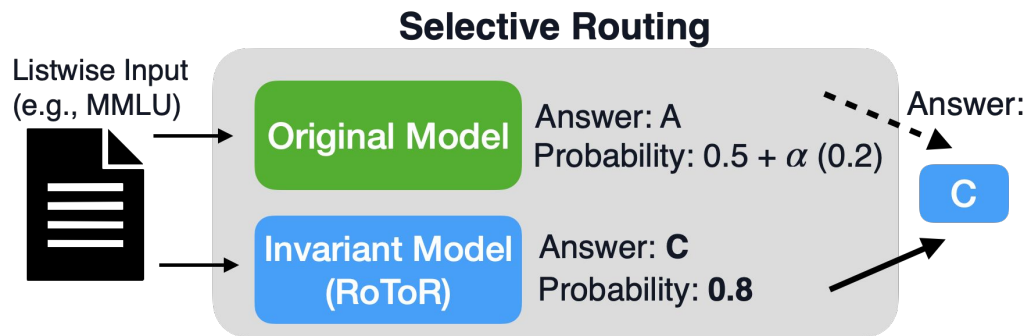 Selective Routing
Listwise Input
(e.g., MMLU)
Original Model
Answer: A
Probability: 0.5 + α (0.2)
Invariant Model
(RoToR)
Answer: C
Probability: 0.8
Answer:
C